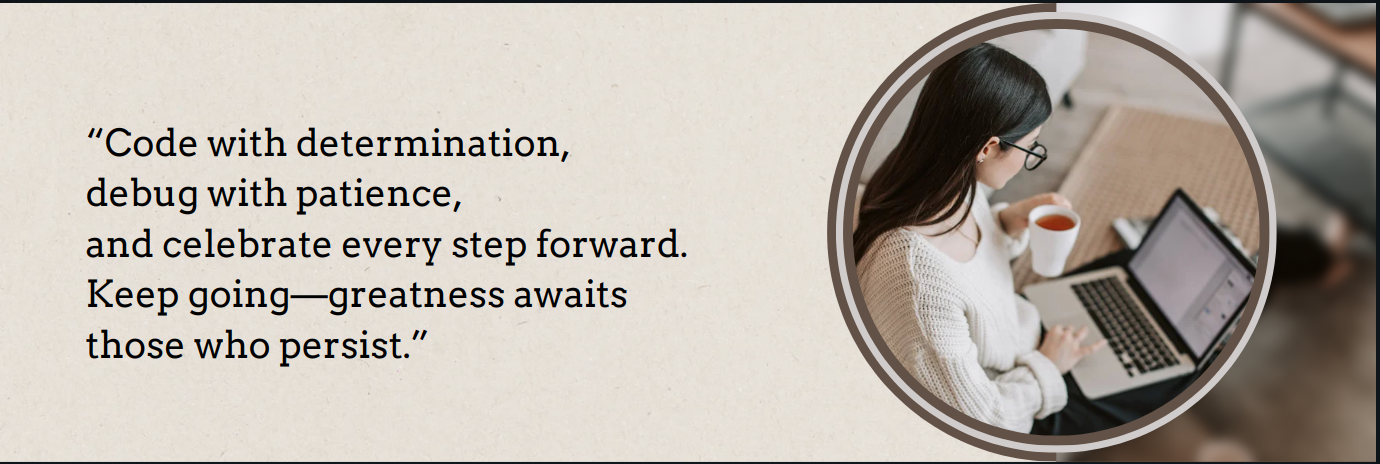 “Code with determination,
debug with patience,
and celebrate every step forward.
Keep going—greatness awaits
those who persist.”